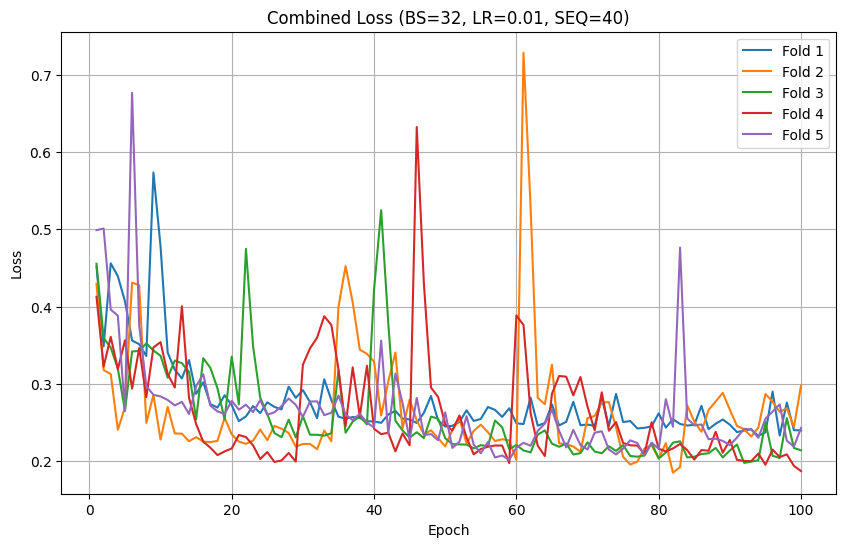 Combined Loss (BS=32, LR=0.01, SEQ=40)
Fold 1
Fold 2
Fold 3
Fold 4
Fold 5
0.7
0.6
0.5
0.4
0.3
0.2
Loss
0 20 40 60 80 100
Epoch